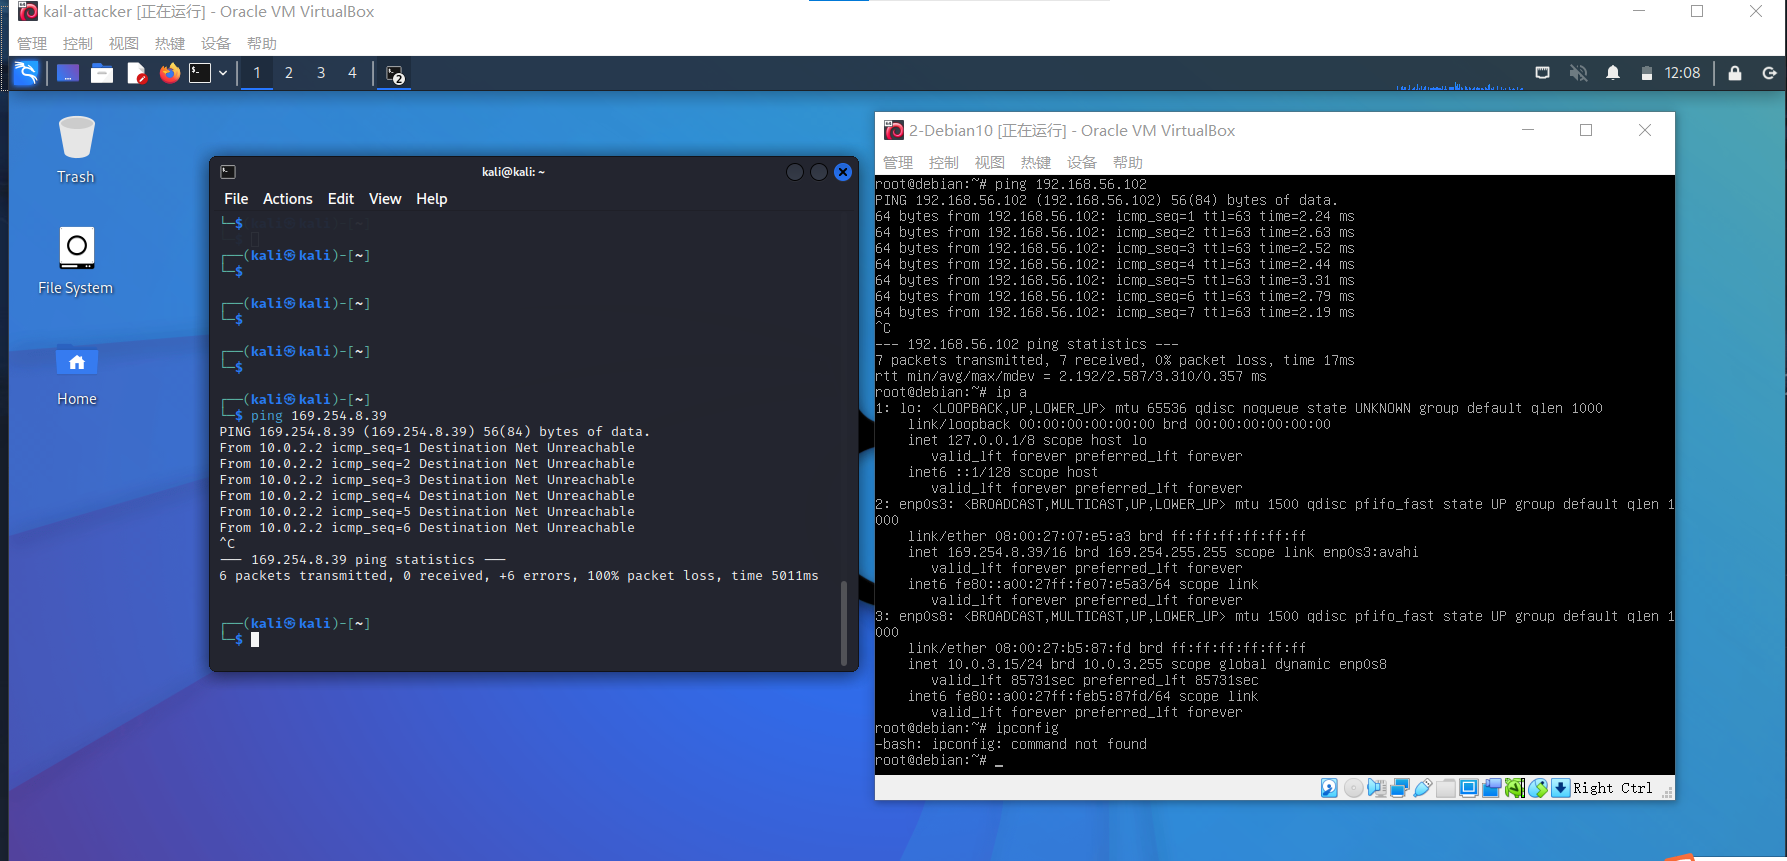 kail-attacker [正在运行] - Oracle VM VirtualBox
管理 控制 视图 热键 设备 帮助
1 2 3 4 2 12:08
Trash
File System
Home
kali@kali: ~
File Actions Edit View Help
└─$
┌──(kali㉿kali)-[~]
└─$
┌──(kali㉿kali)-[~]
└─$
┌──(kali㉿kali)-[~]
└─$
┌──(kali㉿kali)-[~]
└─$ ping 169.254.8.39
PING 169.254.8.39 (169.254.8.39) 56(84) bytes of data.
From 10.0.2.2 icmp_seq=1 Destination Net Unreachable
From 10.0.2.2 icmp_seq=2 Destination Net Unreachable
From 10.0.2.2 icmp_seq=3 Destination Net Unreachable
From 10.0.2.2 icmp_seq=4 Destination Net Unreachable
From 10.0.2.2 icmp_seq=5 Destination Net Unreachable
From 10.0.2.2 icmp_seq=6 Destination Net Unreachable
^C
--- 169.254.8.39 ping statistics ---
6 packets transmitted, 0 received, +6 errors, 100% packet loss, time 5011ms
┌──(kali㉿kali)-[~]
└─$
2-Debian10 [正在运行] - Oracle VM VirtualBox
管理 控制 视图 热键 设备 帮助
root@debian:~# ping 192.168.56.102
PING 192.168.56.102 (192.168.56.102) 56(84) bytes of data.
64 bytes from 192.168.56.102: icmp_seq=1 ttl=63 time=2.24 ms
64 bytes from 192.168.56.102: icmp_seq=2 ttl=63 time=2.63 ms
64 bytes from 192.168.56.102: icmp_seq=3 ttl=63 time=2.52 ms
64 bytes from 192.168.56.102: icmp_seq=4 ttl=63 time=2.44 ms
64 bytes from 192.168.56.102: icmp_seq=5 ttl=63 time=3.31 ms
64 bytes from 192.168.56.102: icmp_seq=6 ttl=63 time=2.79 ms
64 bytes from 192.168.56.102: icmp_seq=7 ttl=63 time=2.19 ms
^C
--- 192.168.56.102 ping statistics ---
7 packets transmitted, 7 received, 0% packet loss, time 17ms
rtt min/avg/max/mdev = 2.192/2.587/3.310/0.357 ms
root@debian:~# ip a
1: lo: <LOOPBACK,UP,LOWER_UP> mtu 65536 qdisc noqueue state UNKNOWN group default qlen 1000
link/loopback 00:00:00:00:00:00 brd 00:00:00:00:00:00
inet 127.0.0.1/8 scope host lo
valid_lft forever preferred_lft forever
inet6 ::1/128 scope host
valid_lft forever preferred_lft forever
2: enp0s3: <BROADCAST,MULTICAST,UP,LOWER_UP> mtu 1500 qdisc pfifo_fast state UP group default qlen 1
000
link/ether 08:00:27:07:e5:a3 brd ff:ff:ff:ff:ff:ff
inet 169.254.8.39/16 brd 169.254.255.255 scope link enp0s3:avahi
valid_lft forever preferred_lft forever
inet6 fe80::a00:27ff:fe07:e5a3/64 scope link
valid_lft forever preferred_lft forever
3: enp0s8: <BROADCAST,MULTICAST,UP,LOWER_UP> mtu 1500 qdisc pfifo_fast state UP group default qlen 1
000
link/ether 08:00:27:b5:87:fd brd ff:ff:ff:ff:ff:ff
inet 10.0.3.15/24 brd 10.0.3.255 scope global dynamic enp0s8
valid_lft 85731sec preferred_lft 85731sec
inet6 fe80::a00:27ff:feb5:87fd/64 scope link
valid_lft forever preferred_lft forever
root@debian:~# ipconfig
-bash: ipconfig: command not found
root@debian:~# _
Right Ctrl